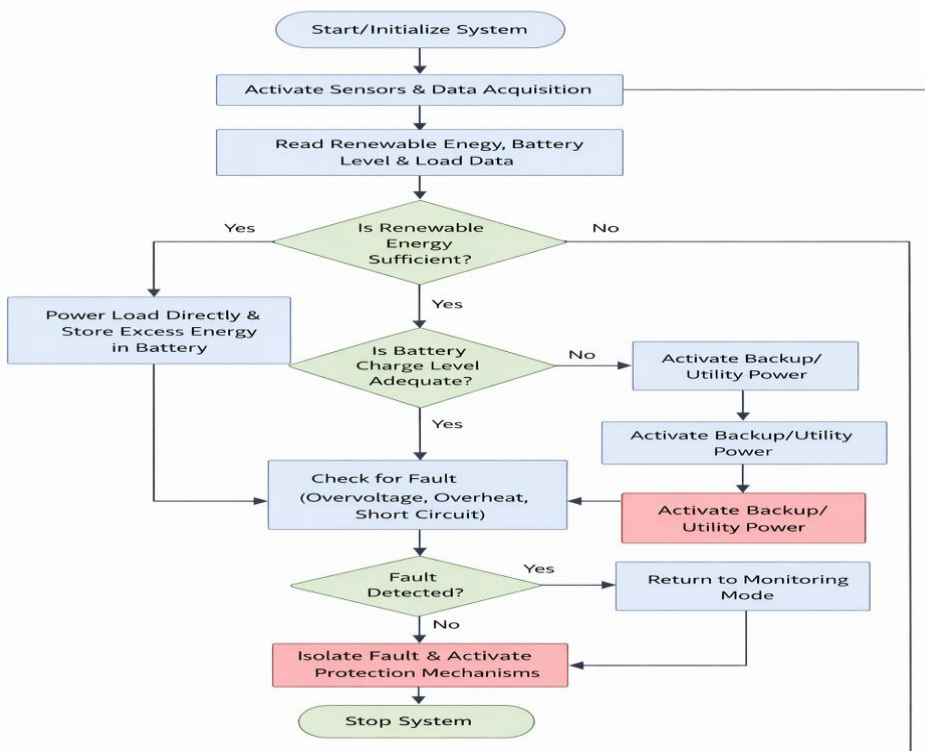 Start/Initialize System
Activate Sensors & Data Acquisition
Read Renewable Enegy, Battery
Level & Load Data
Yes
Is Renewable
Energy
Sufficient?
No
Yes
Power Load Directly &
Store Excess Energy
in Battery
Is Battery
Charge Level
Adequate?
No
Activate Backup/
Utility Power
Yes
Activate Backup/Utility
Power
Check for Fault
(Overvoltage, Overheat,
Short Circuit)
Activate Backup/
Utility Power
Fault
Detected?
Yes
Return to Monitoring
Mode
No
Isolate Fault & Activate
Protection Mechanisms
Stop System